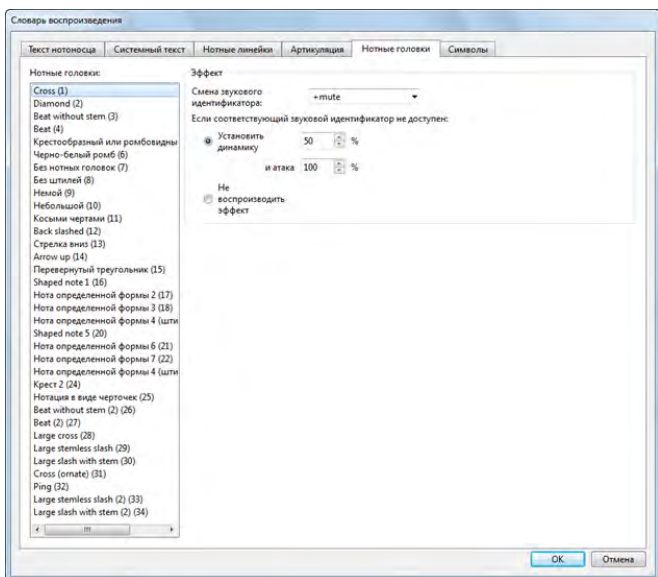 Словарь воспроизведения
Текст нотоносца
Системный текст
Нотные линейки
Артикуляция
Нотные головки
Символы
Нотные головки:
Cross (1)
Diamond (2)
Beat without stem (3)
Beat (4)
Крестообразный или ромбовидны
Черно-белый ромб (6)
Без нотных головок (7)
Без штилей (8)
Немой (9)
Небольшой (10)
Косыми чертами (11)
Back slashed (12)
Стрелка вниз (13)
Arrow up (14)
Перевернутый треугольник (15)
Shaped note 1 (16)
Нота определенной формы 2 (17)
Нота определенной формы 3 (18)
Нота определенной формы 4 (шти
Shaped note 5 (20)
Нота определенной формы 6 (21)
Нота определенной формы 7 (22)
Нота определенной формы 4 (шти
Крест 2 (24)
Нотация в виде черточек (25)
Beat without stem (2) (26)
Beat (2) (27)
Large cross (28)
Large stemless slash (29)
Large slash with stem (30)
Cross (ornate) (31)
Ping (32)
Large stemless slash (2) (33)
Large slash with stem (2) (34)
Эффект
Смена звукового
идентификатора:
+mute
Если соответствующий звуковой идентификатор не доступен:
Установить
динамику
50 %
и атака 100 %
Не
воспроизводить
эффект
OK
Отмена